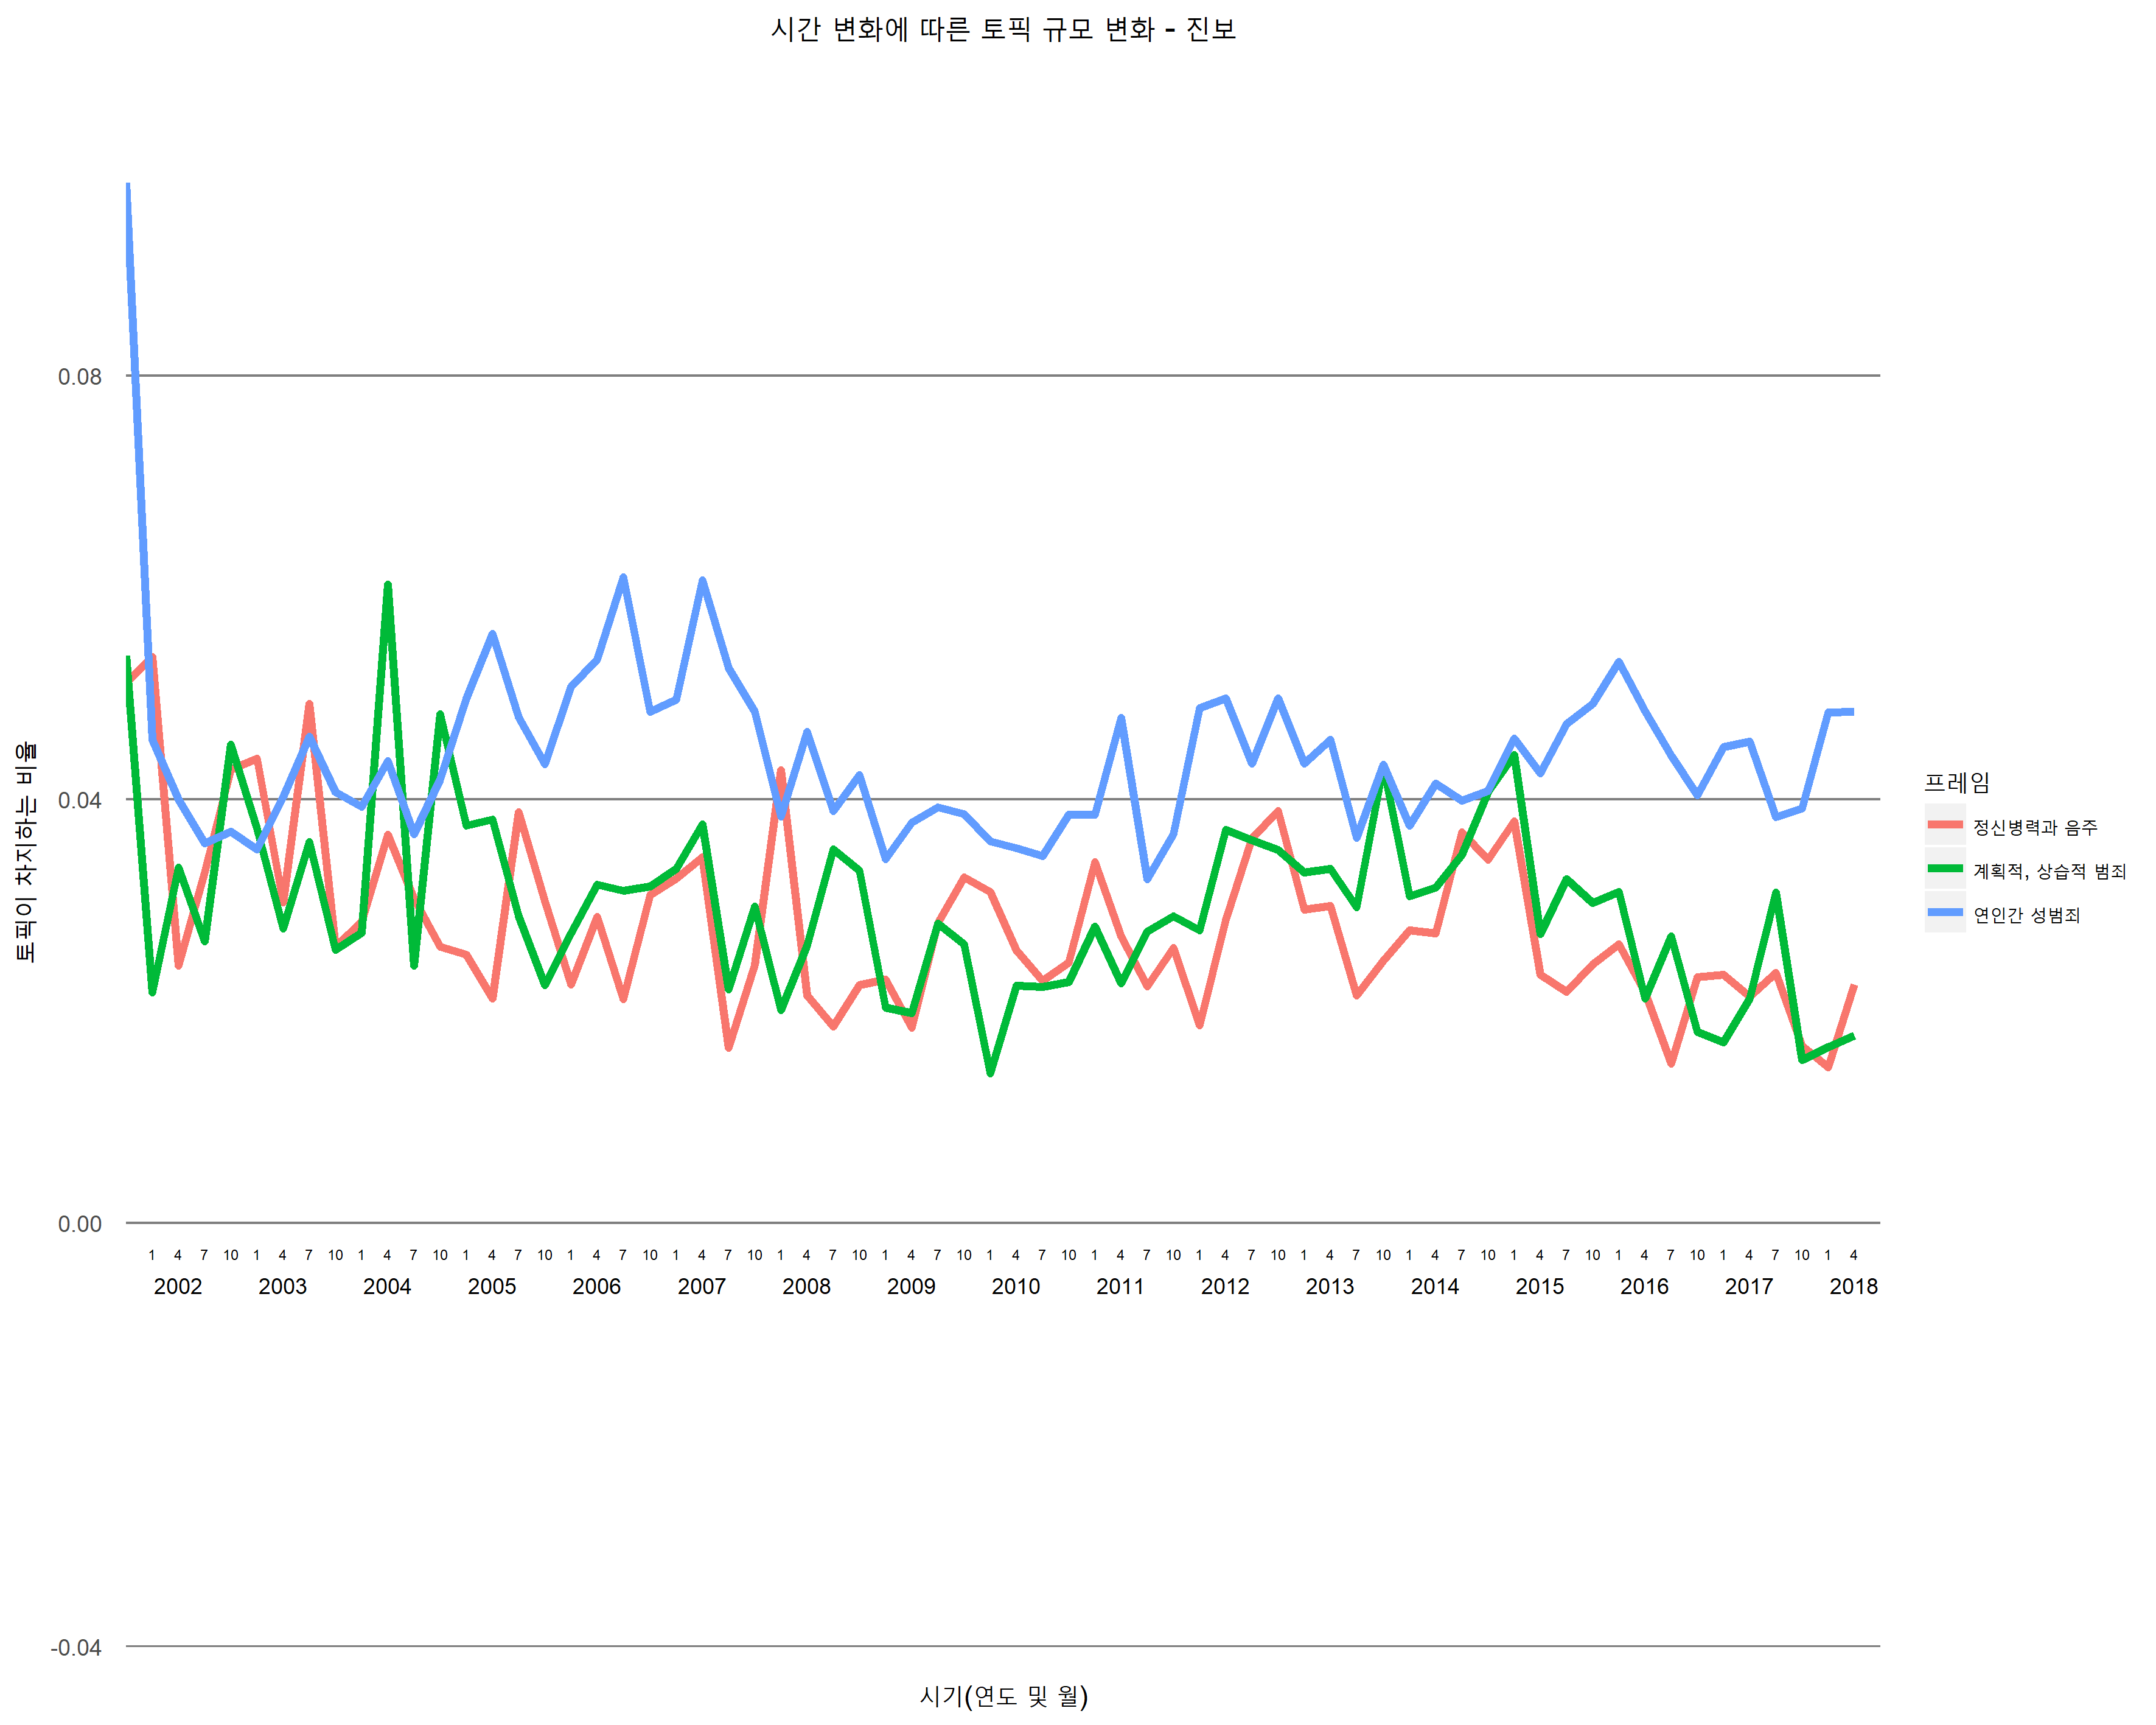 시간 변화에 따른 토픽 규모 변화 - 진보
토픽이 차지하는 비율
0.08
0.04
0.00
-0.04
1 4 7 10 1 4 7 10 1 4 7 10 1 4 7 10 1 4 7 10 1 4 7 10 1 4 7 10 1 4 7 10 1 4 7 10 1 4 7 10 1 4 7 10 1 4 7 10 1 4 7 10 1 4 7 10 1 4 7 10 1 4 7 10 1 4
2002 2003 2004 2005 2006 2007 2008 2009 2010 2011 2012 2013 2014 2015 2016 2017 2018
시기(연도 및 월)
프레임
정신병력과 음주
계획적, 상습적 범죄
연인간 성범죄